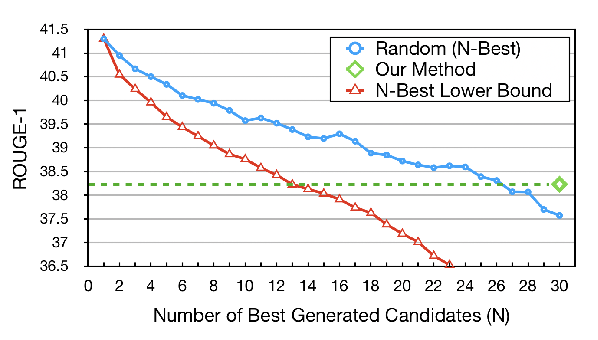 41.5
41
40.5
40
39.5
39
38.5
38
37.5
37
36.5
ROUGE-1
Random (N-Best)
Our Method
N-Best Lower Bound
0 2 4 6 8 10 12 14 16 18 20 22 24 26 28 30
Number of Best Generated Candidates (N)